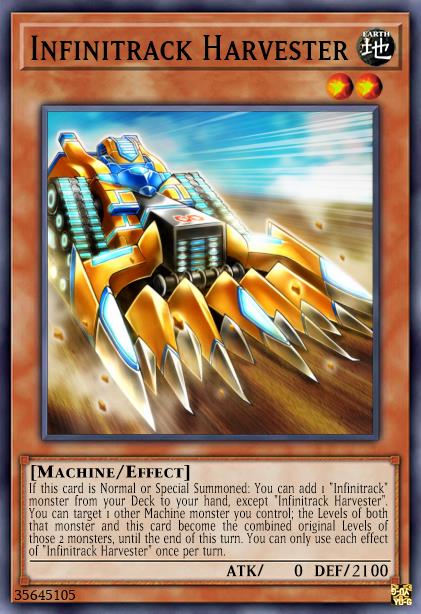 INFINITRACK HARVESTER
EARTH
地
[MACHINE/EFFECT]
If this card is Normal or Special Summoned: You can add 1 "Infinitrack"
monster from your Deck to your hand, except "Infinitrack Harvester".
You can target 1 other Machine monster you control; the Levels of both
that monster and this card become the combined original Levels of
those 2 monsters, until the end of this turn. You can only use each effect
of "Infinitrack Harvester" once per turn.
ATK/ 0 DEF/2100
35645105